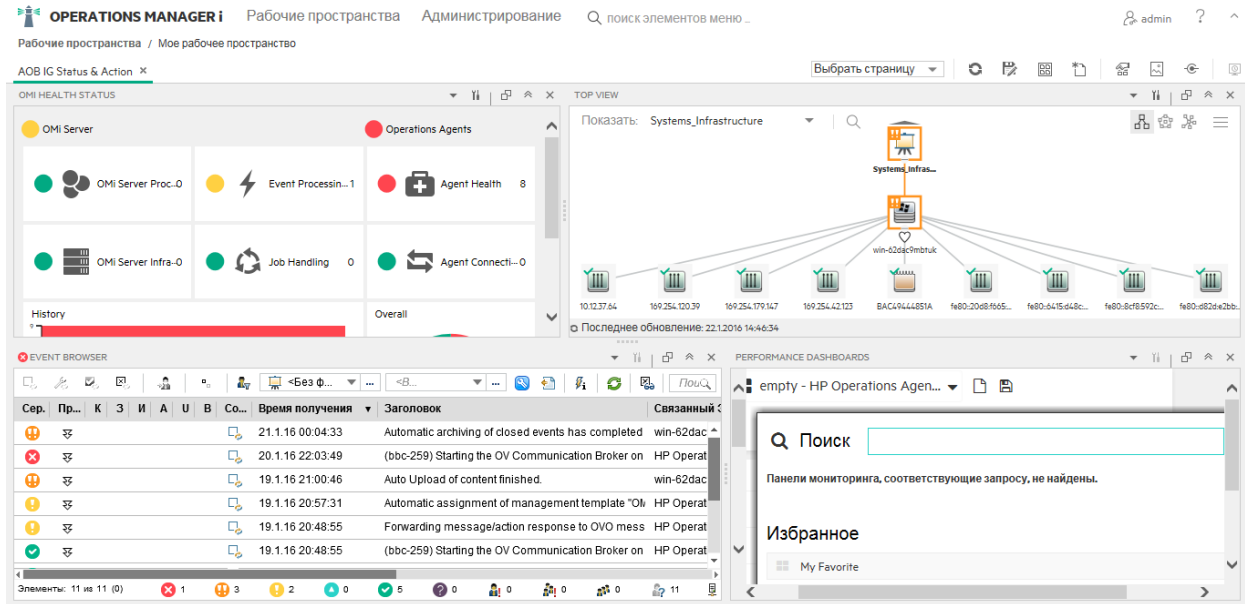 OPERATIONS MANAGER i Рабочие пространства Администрирование поиск элементов меню .. admin ?
Рабочие пространства / Мое рабочее пространство
AOB IG Status & Action ×
Выбрать страницу
OMI HEALTH STATUS
OMi Server
Operations Agents
OMi Server Proc...0
Event Processin... 1
Agent Health 8
OMi Server Infra...0
Job Handling 0
Agent Connecti... 0
History
9
Overall
TOP VIEW
Показать: Systems_Infrastructure
Systems_Infras...
win-62dac9mbtuk
10.12.37.64
169.254.120.39
169.254.179.147
169.254.42.123
BAC49444851A
fe80::20d8:f665:...
fe80::6415:d48c...
fe80::8cf8:592c:...
fe80::d82d:e2bb:...
Последнее обновление: 22.1.2016 14:46:34
EVENT BROWSER
<Без ф... ...
<В... ...
Сер. Пр... К З И A U В Со... Время получения Заголовок Связанный
21.1.16 00:04:33 Automatic archiving of closed events has completed win-62dac
20.1.16 22:03:49 (bbc-259) Starting the OV Communication Broker on HP Operat
19.1.16 21:00:46 Auto Upload of content finished. win-62dac
19.1.16 20:57:31 Automatic assignment of management template "OM HP Operat
19.1.16 20:48:55 Forwarding message/action response to OVO mess HP Operat
19.1.16 20:48:55 (bbc-259) Starting the OV Communication Broker on HP Operat
Элементы: 11 из 11 (0) 1 3 2 0 5 0 0 0 0 11
PERFORMANCE DASHBOARDS
empty - HP Operations Agen...
Поиск
Панели мониторинга, соответствующие запросу, не найдены.
Избранное
My Favorite